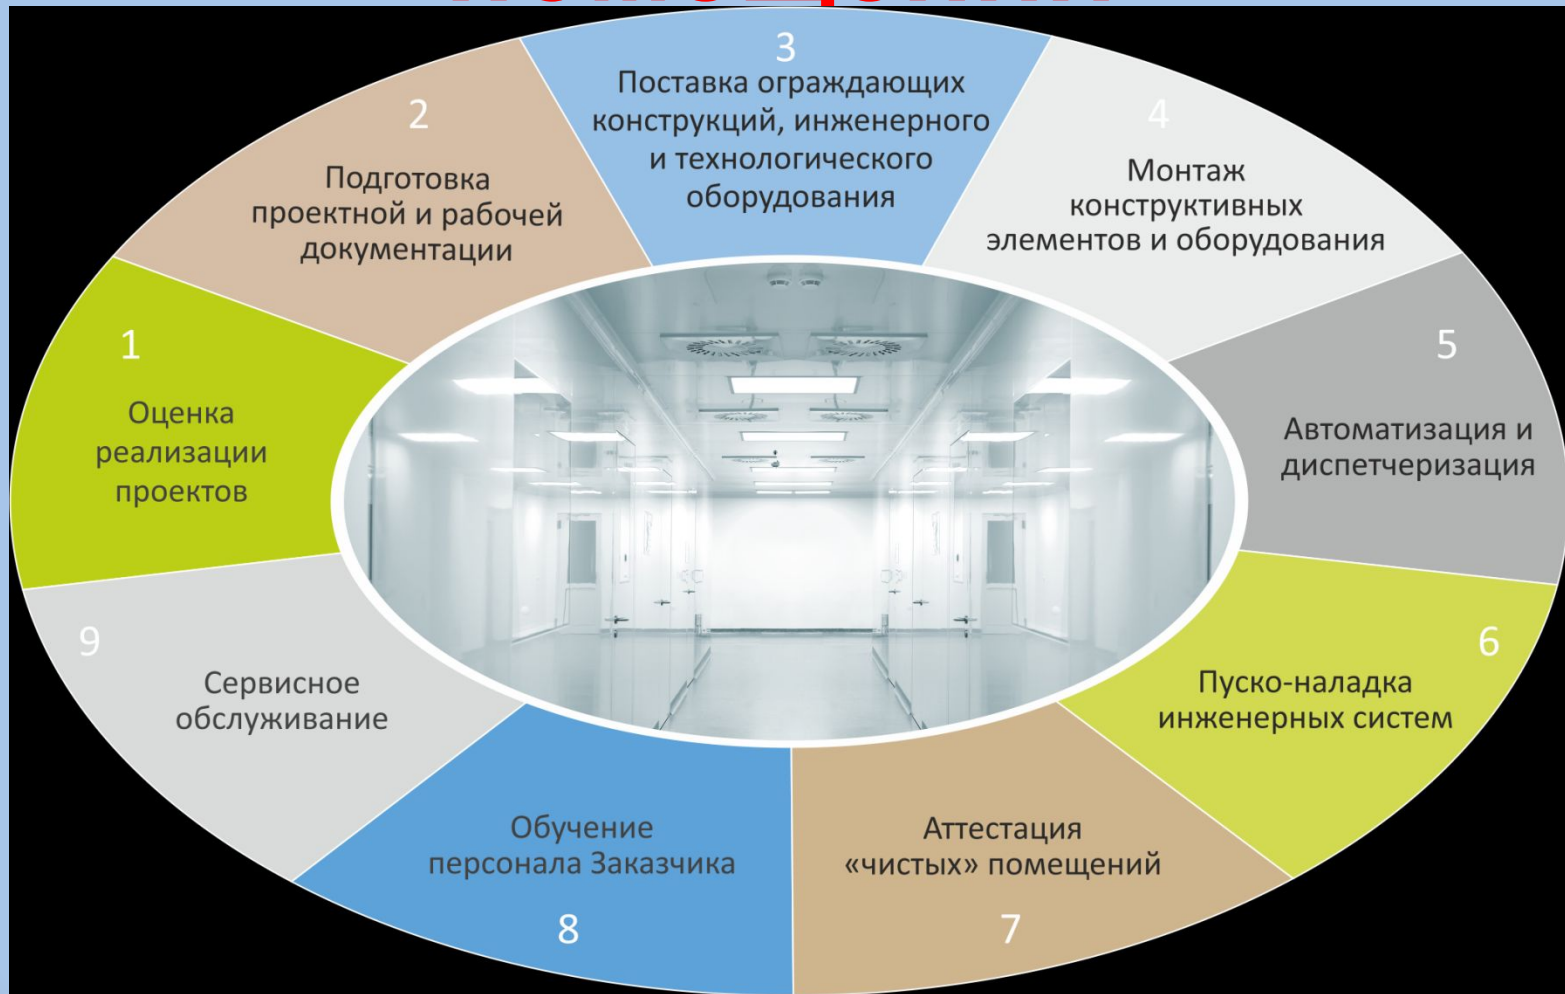 1
Оценка
реализации
проектов
2
Подготовка
проектной и рабочей
документации
3
Поставка ограждающих
конструкций, инженерного
и технологического
оборудования
4
Монтаж
конструктивных
элементов и оборудования
5
Автоматизация и
диспетчеризация
6
Пуско-наладка
инженерных систем
Аттестация
«чистых» помещений
7
Обучение
персонала Заказчика
8
9
Сервисное
обслуживание